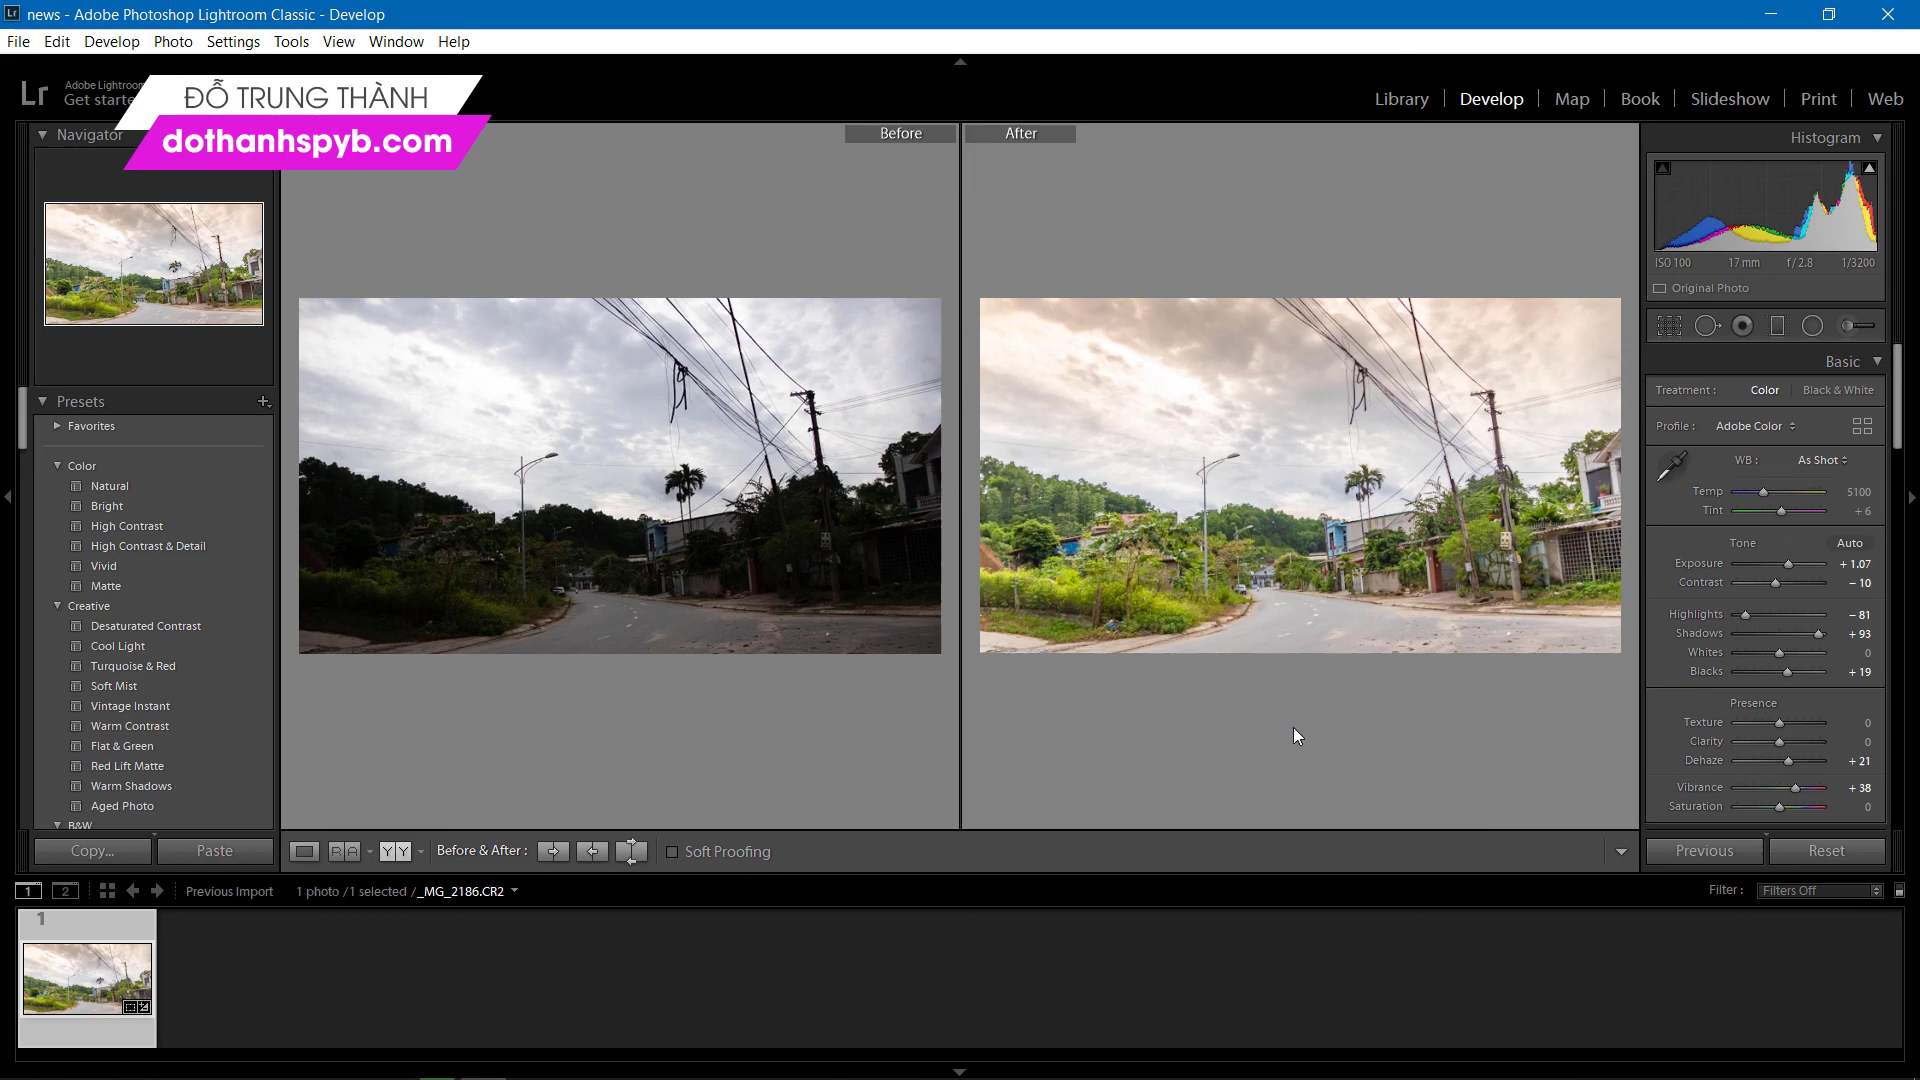 news - Adobe Photoshop Lightroom Classic - Develop
File Edit Develop Photo Settings Tools View Window Help
Lr
Adobe Lightroom
Get starte
ĐỖ TRUNG THÀNH
dothanhspyb.com
Library Develop Map Book Slideshow Print Web
Navigator
Before
After
Histogram
ISO 100 17 mm f / 2.8 1/3200
Original Photo
Basic
Treatment : Color Black & White
Profile : Adobe Color
WB : As Shot
Temp 5100
Tint + 6
Tone Auto
Exposure + 1.07
Contrast − 10
Highlights − 81
Shadows + 93
Whites 0
Blacks + 19
Presence
Texture 0
Clarity 0
Dehaze + 21
Vibrance + 38
Saturation 0
Previous Reset
Presets
Favorites
Color
Natural
Bright
High Contrast
High Contrast & Detail
Vivid
Matte
Creative
Desaturated Contrast
Cool Light
Turquoise & Red
Soft Mist
Vintage Instant
Warm Contrast
Flat & Green
Red Lift Matte
Warm Shadows
Aged Photo
B&W
Copy... Paste
R A
Y Y
Before & After :
Soft Proofing
1 2
Previous Import
1 photo / 1 selected / _MG_2186.CR2
Filter : Filters Off
1